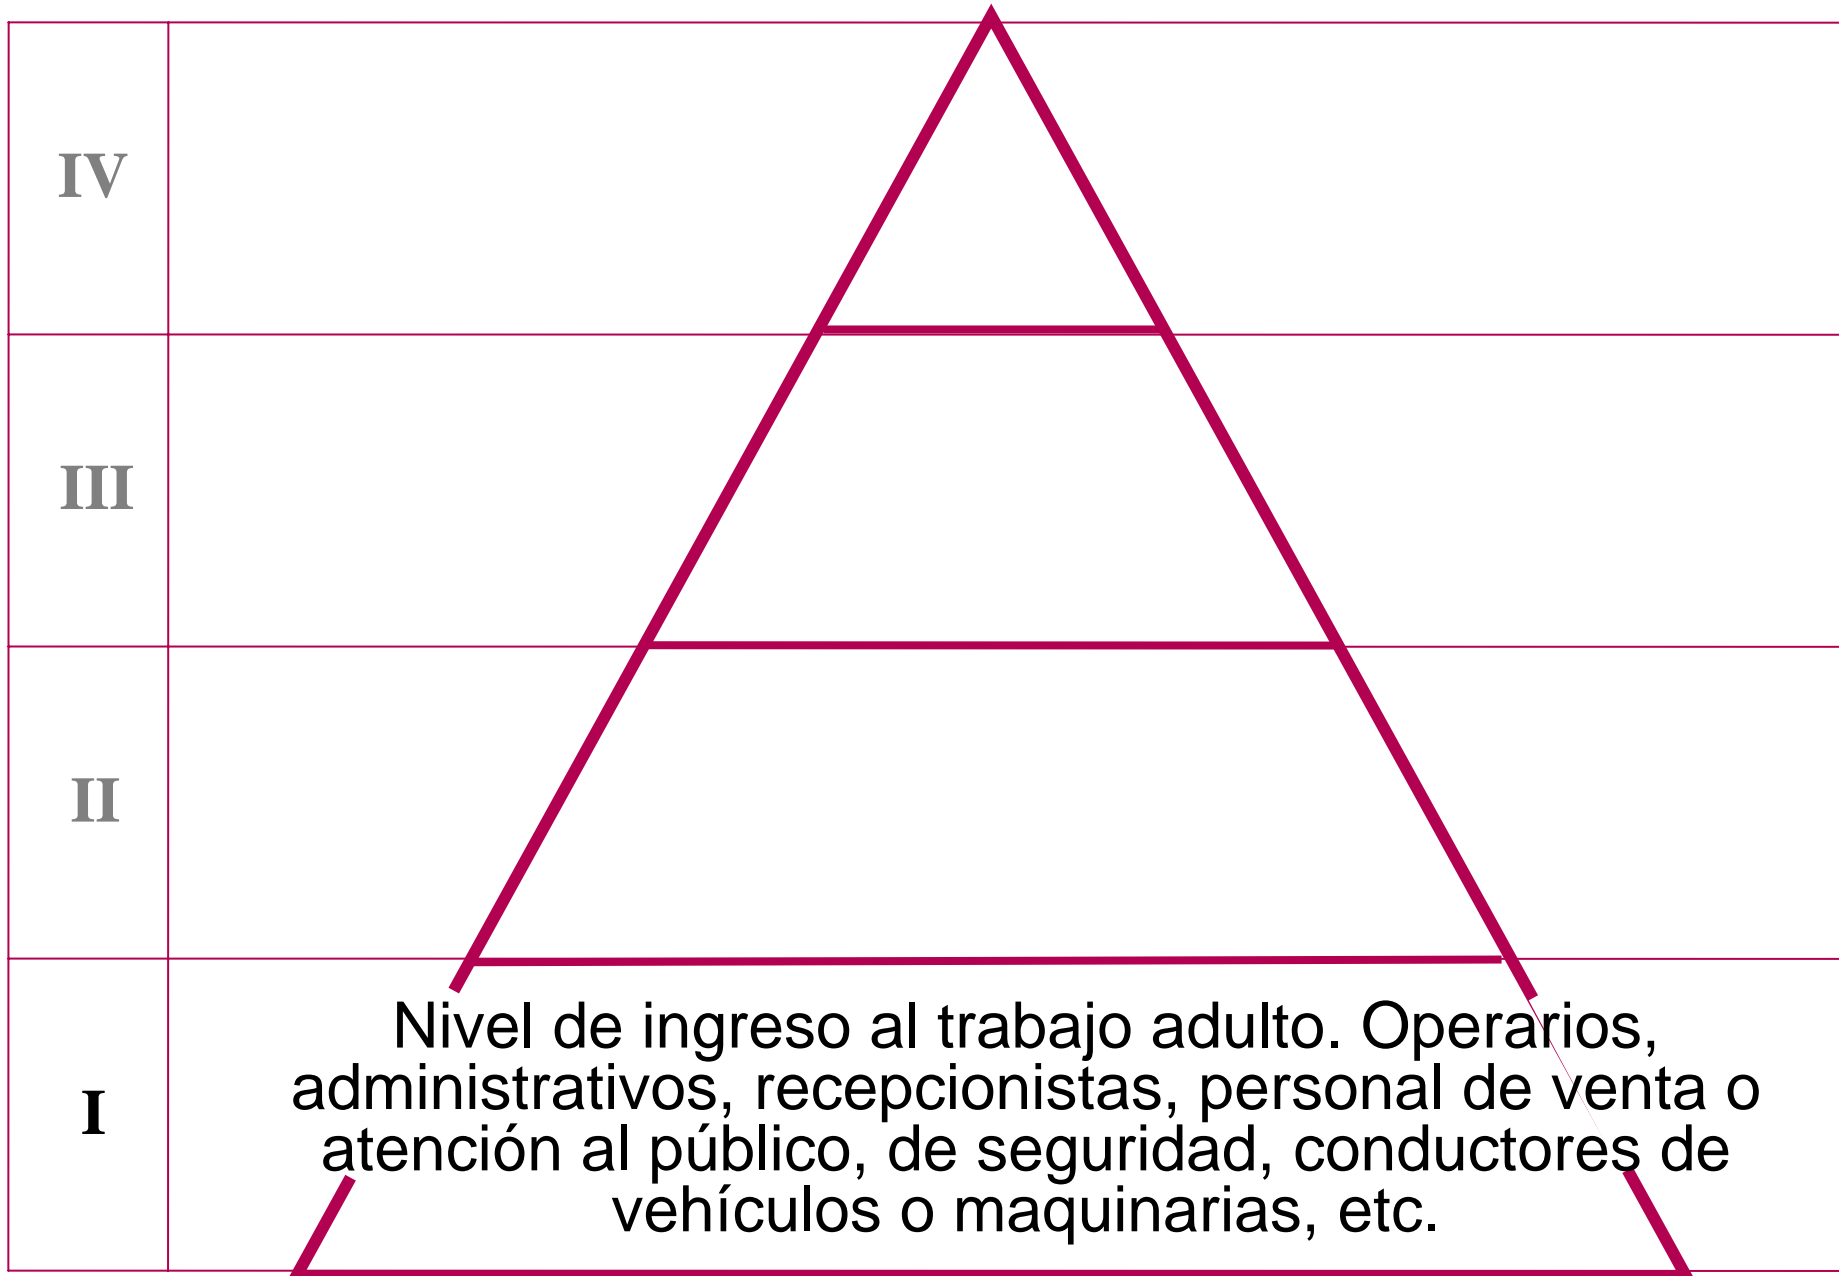 IV
III
II
I
Nivel de ingreso al trabajo adulto. Operarios,
administrativos, recepcionistas, personal de venta o
atención al público, de seguridad, conductores de
vehículos o maquinarias, etc.